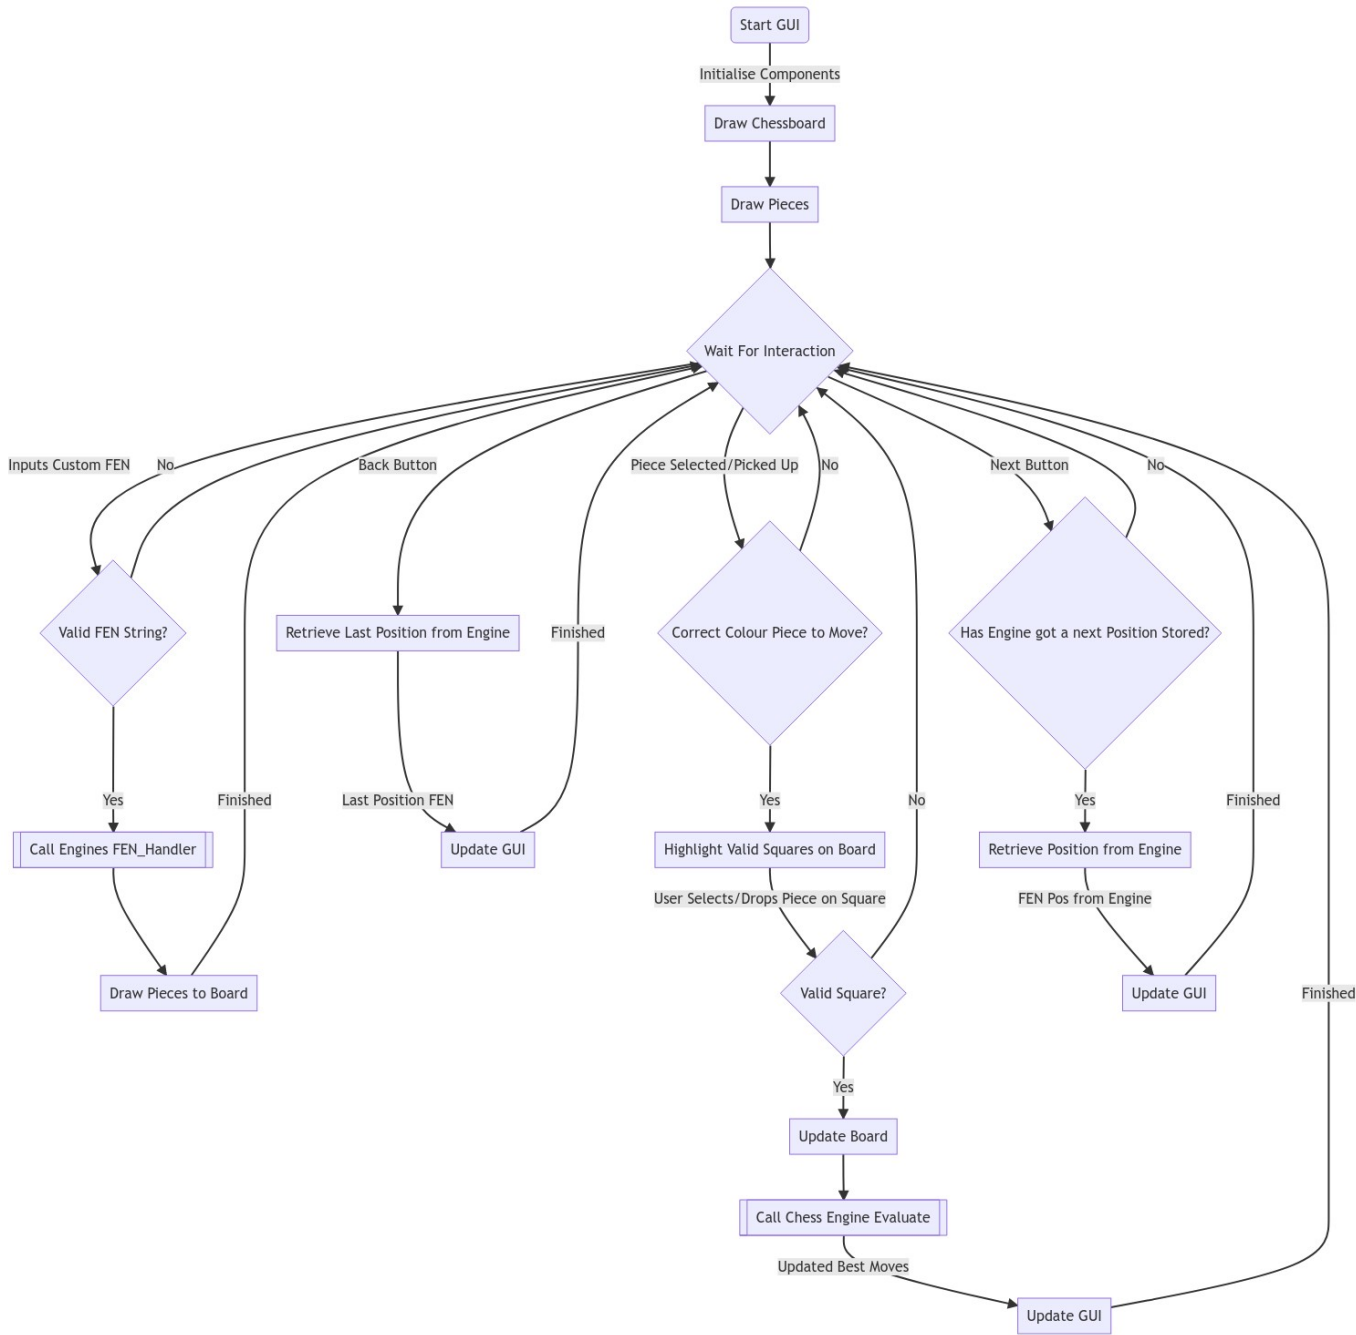 Start GUI
Initialise Components
Draw Chessboard
Draw Pieces
Wait For Interaction
Inputs Custom FEN
No
Back Button
Piece Selected/Picked Up
No
Next Button
No
Valid FEN String?
Retrieve Last Position from Engine
Finished
Correct Colour Piece to Move?
Has Engine got a next Position Stored?
Yes
Finished
Last Position FEN
Yes
No
Yes
Finished
Call Engines FEN_Handler
Update GUI
Highlight Valid Squares on Board
Retrieve Position from Engine
User Selects/Drops Piece on Square
FEN Pos from Engine
Draw Pieces to Board
Valid Square?
Update GUI
Finished
Yes
Update Board
Call Chess Engine Evaluate
Updated Best Moves
Update GUI